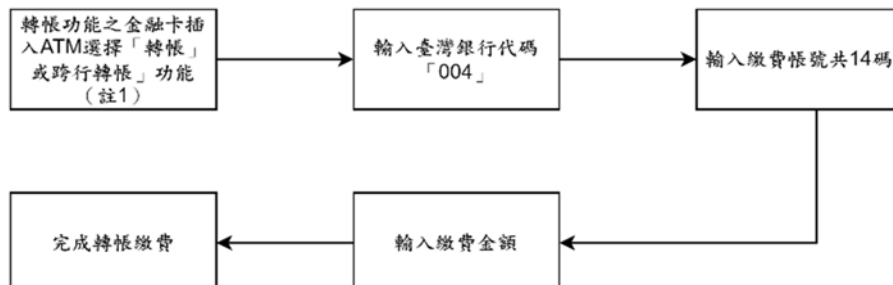 轉帳功能之金融卡插
入ATM選擇「轉帳」
或跨行轉帳」功能
（註1）
輸入臺灣銀行代碼
「004」
輸入繳費帳號共14碼
輸入繳費金額
完成轉帳繳費